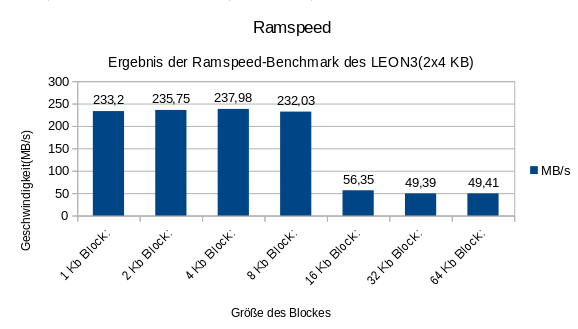 Ramspeed
Ergebnis der Ramspeed-Benchmark des LEON3(2x4 KB)
Geschwindigkeit(MB/s)
300
250
200
150
100
50
0
233,2
235,75
237,98
232,03
56,35
49,39
49,41
MB/s
1 Kb Block:
2 Kb Block:
4 Kb Block:
8 Kb Block:
16 Kb Block:
32 Kb Block:
64 Kb Block:
Größe des Blockes